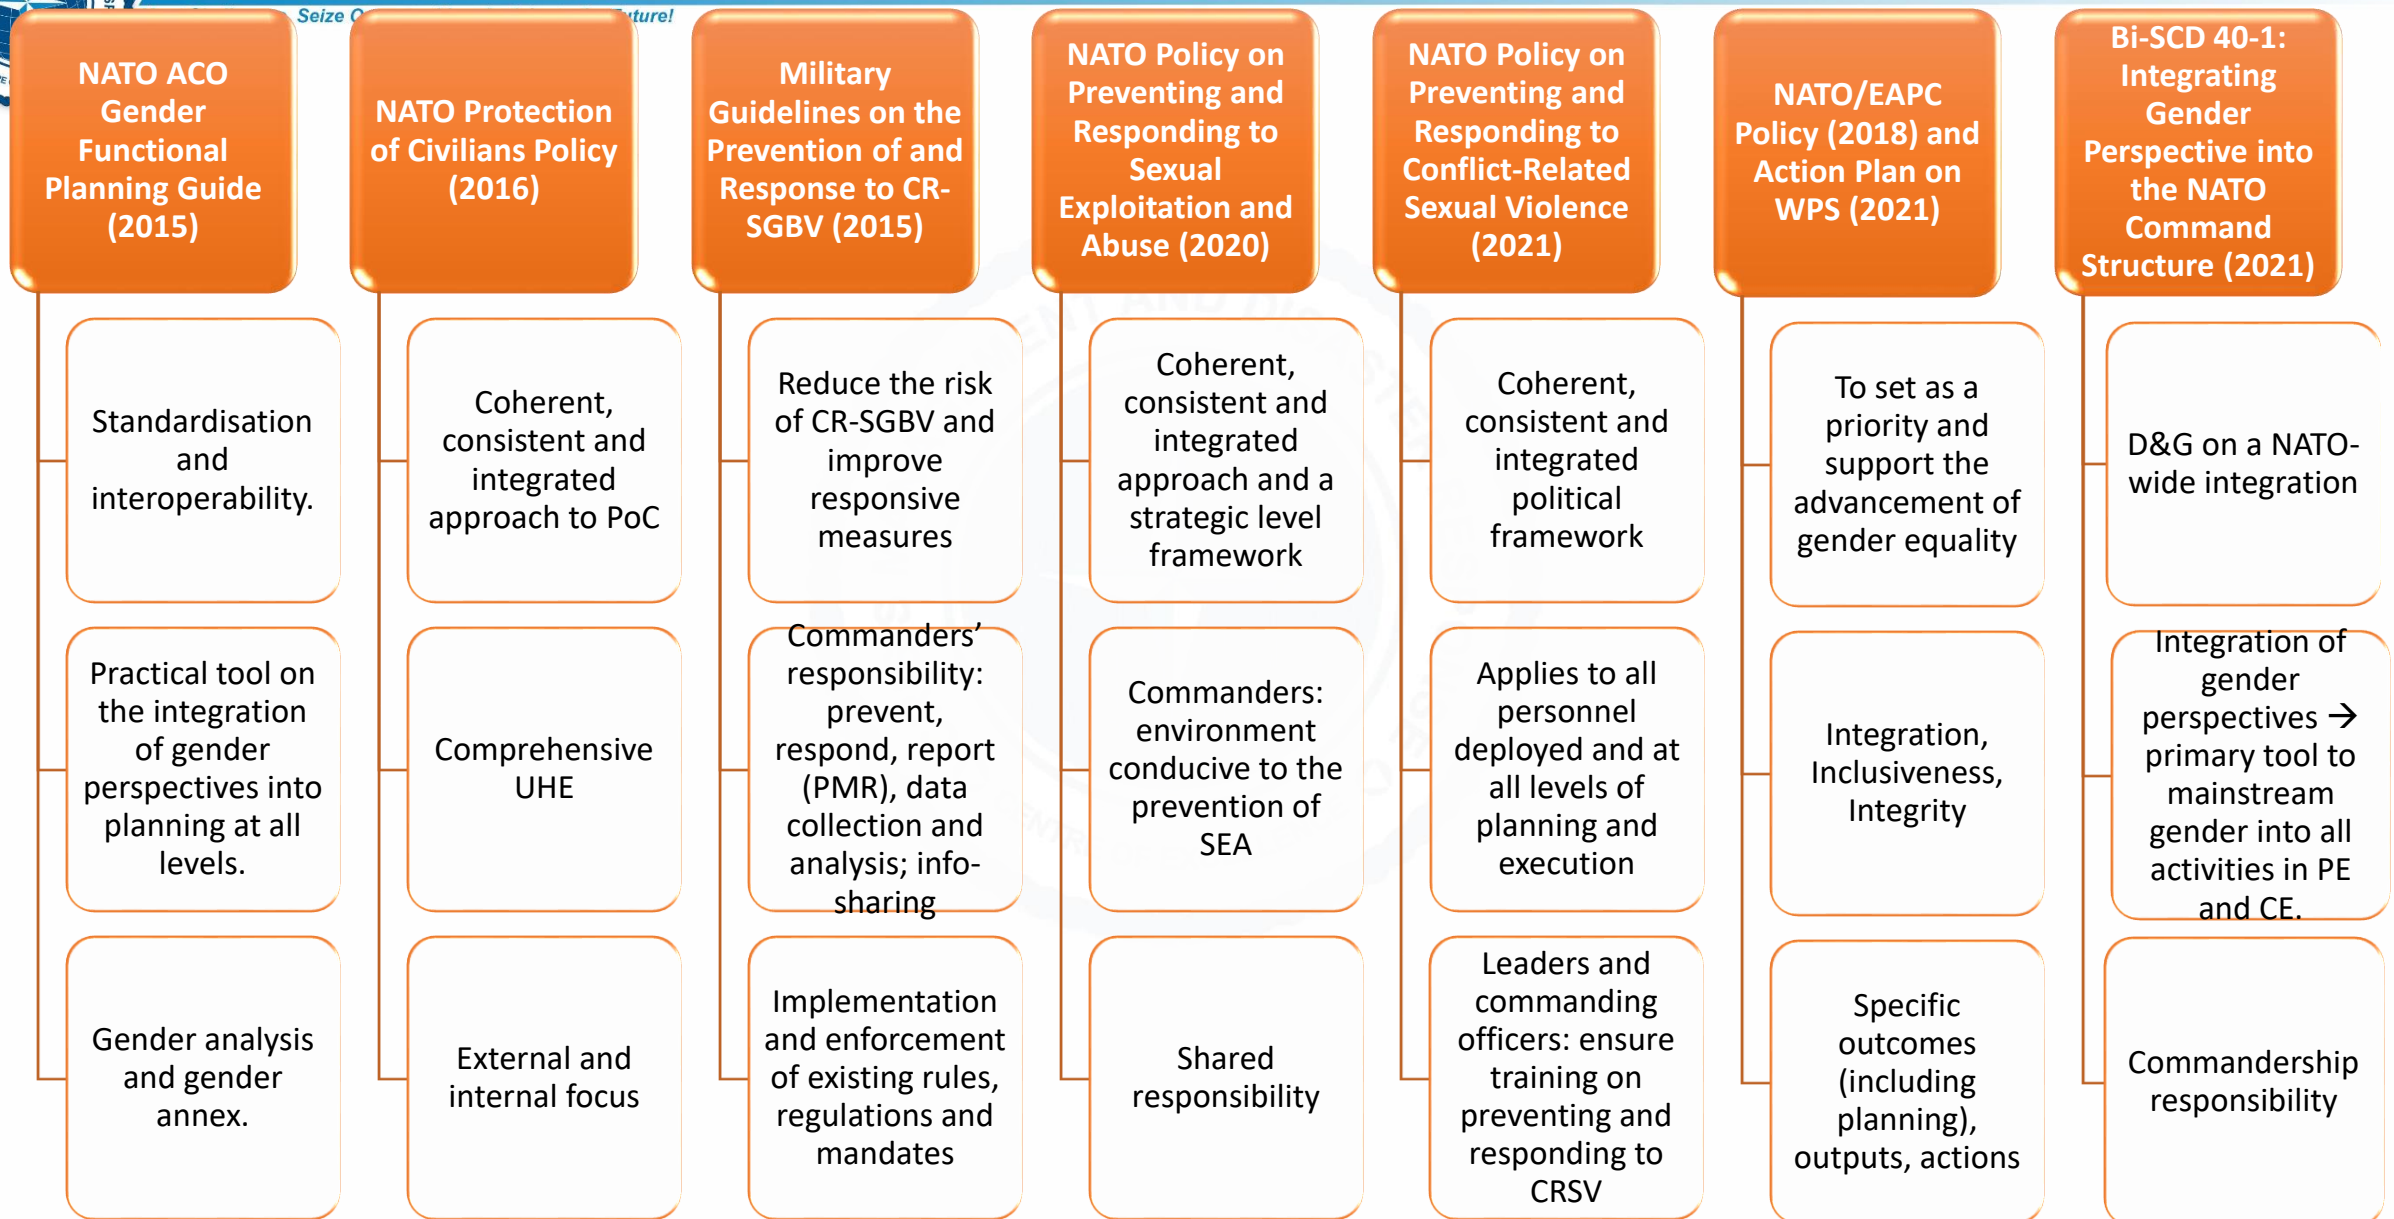 Seize O
uture!
NATO ACO
Gender
Functional
Planning Guide
(2015)
Standardisation
and
interoperability.
Practical tool on
the integration
of gender
perspectives into
planning at all
levels.
Gender analysis
and gender
annex.
NATO Protection
of Civilians Policy
(2016)
Coherent,
consistent and
integrated
approach to PoC
Comprehensive
UHE
External and
internal focus
Military
Guidelines on the
Prevention of and
Response to CR-
SGBV (2015)
Reduce the risk
of CR-SGBV and
improve
responsive
measures
Commanders’
responsibility:
prevent,
respond, report
(PMR), data
collection and
analysis; info-
sharing
Implementation
and enforcement
of existing rules,
regulations and
mandates
NATO Policy on
Preventing and
Responding to
Sexual
Exploitation and
Abuse (2020)
Coherent,
consistent and
integrated
approach and a
strategic level
framework
Commanders:
environment
conducive to the
prevention of
SEA
Shared
responsibility
NATO Policy on
Preventing and
Responding to
Conflict-Related
Sexual Violence
(2021)
Coherent,
consistent and
integrated
political
framework
Applies to all
personnel
deployed and at
all levels of
planning and
execution
Leaders and
commanding
officers: ensure
training on
preventing and
responding to
CRSV
NATO/EAPC
Policy (2018) and
Action Plan on
WPS (2021)
To set as a
priority and
support the
advancement of
gender equality
Integration,
Inclusiveness,
Integrity
Specific
outcomes
(including
planning),
outputs, actions
Bi-SCD 40-1:
Integrating
Gender
Perspective into
the NATO
Command
Structure (2021)
D&G on a NATO-
wide integration
Integration of
gender
perspectives →
primary tool to
mainstream
gender into all
activities in PE
and CE.
Commandership
responsibility